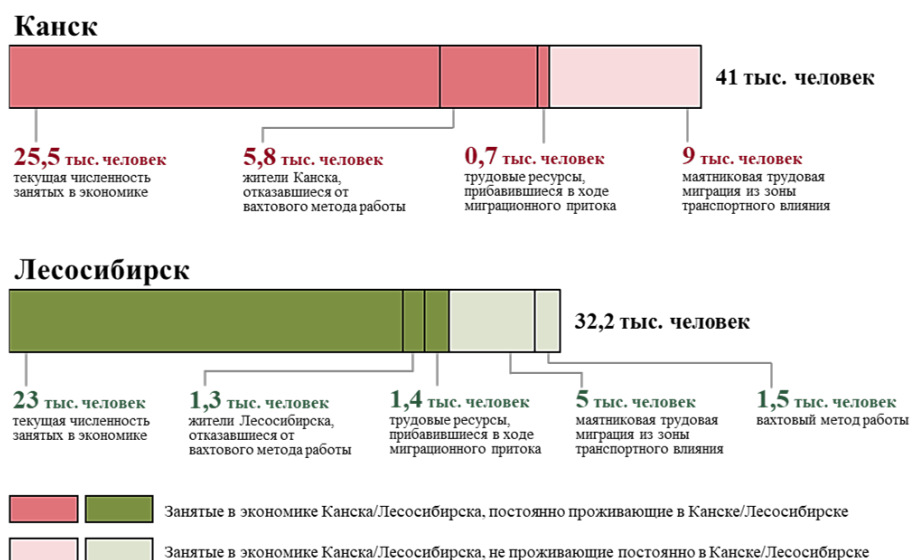 Канск
41 тыс. человек
25,5 тыс. человек
текущая численность
занятых в экономике
5,8 тыс. человек
жители Канска,
отказавшиеся от
вахтового метода работы
0,7 тыс. человек
трудовые ресурсы,
прибавившиеся в ходе
миграционного притока
9 тыс. человек
маятниковая трудовая
миграция из зоны
транспортного влияния
Лесосибирск
32,2 тыс. человек
23 тыс. человек
текущая численность
занятых в экономике
1,3 тыс. человек
жители Лесосибирска,
отказавшиеся от
вахтового метода работы
1,4 тыс. человек
трудовые ресурсы,
прибавившиеся в ходе
миграционного притока
5 тыс. человек
маятниковая трудовая
миграция из зоны
транспортного влияния
1,5 тыс. человек
вахтовый метод работы
Занятые в экономике Канска/Лесосибирска, постоянно проживающие в Канске/Лесосибирске
Занятые в экономике Канска/Лесосибирска, не проживающие постоянно в Канске/Лесосибирске